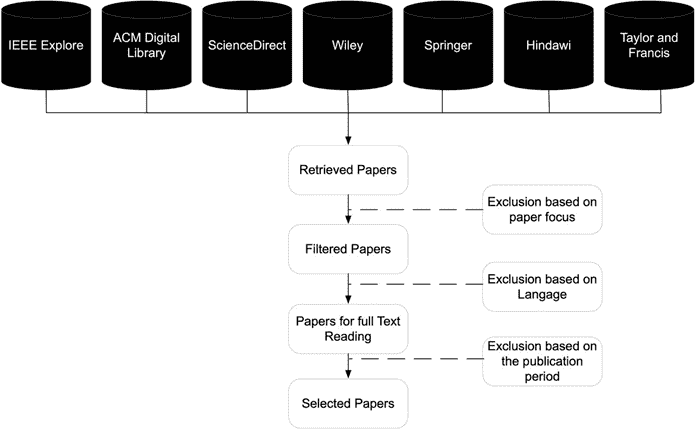 IEEE Explore
ACM Digital
Library
ScienceDirect
Wiley
Springer
Hindawi
Taylor and
Francis
Retrieved Papers
Exclusion based on
paper focus
Filtered Papers
Exclusion based on
Langage
Papers for full Text
Reading
Exclusion based on
the publication
period
Selected Papers